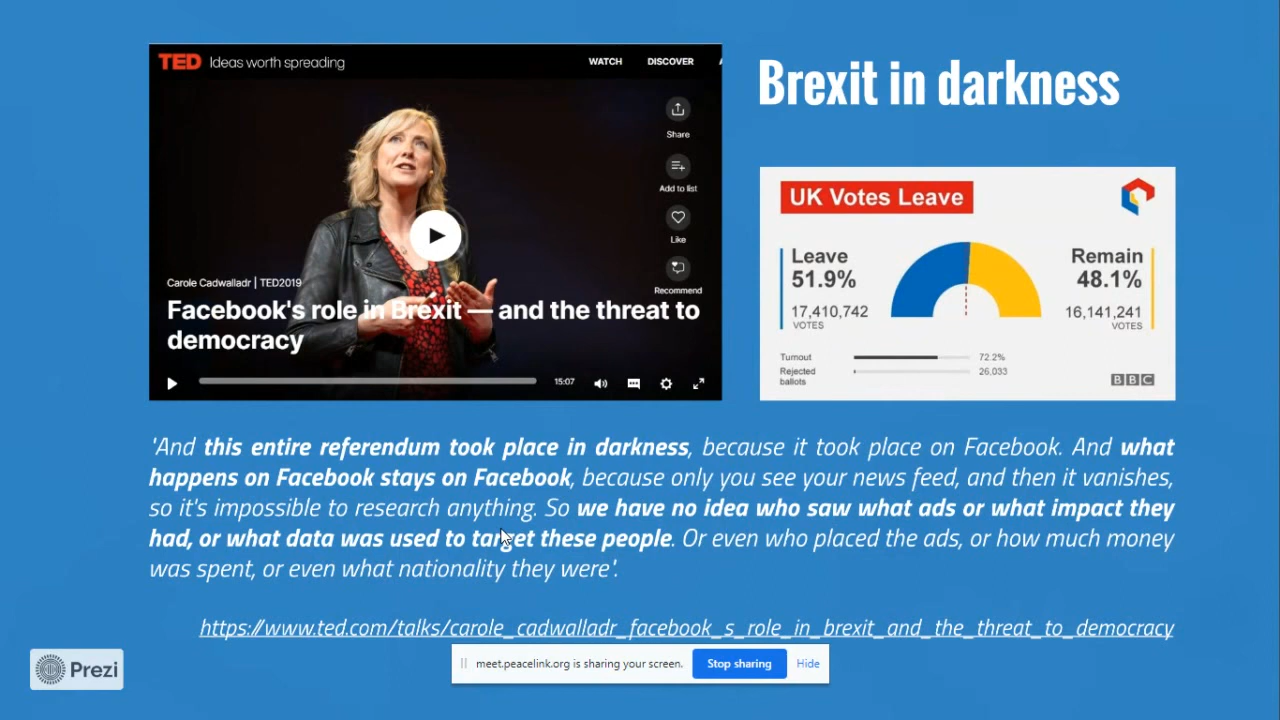 TED Ideas worth spreading WATCH DISCOVER
Share
Add to list
Like
Recommend
Carole Cadwalladr | TED2019
Facebook's role in Brexit — and the threat to
democracy
15:07
Brexit in darkness
UK Votes Leave
Leave
51.9%
17,410,742
VOTES
Remain
48.1%
16,141,241
VOTES
Turnout 72.2%
Rejected
ballots 26,033
BBC
'And this entire referendum took place in darkness, because it took place on Facebook. And what
happens on Facebook stays on Facebook, because only you see your news feed, and then it vanishes,
so it's impossible to research anything. So we have no idea who saw what ads or what impact they
had, or what data was used to target these people. Or even who placed the ads, or how much money
was spent, or even what nationality they were'.
https://www.ted.com/talks/carole_cadwalladr_facebook_s_role_in_brexit_and_the_threat_to_democracy
Prezi
meet.peacelink.org is sharing your screen. Stop sharing Hide